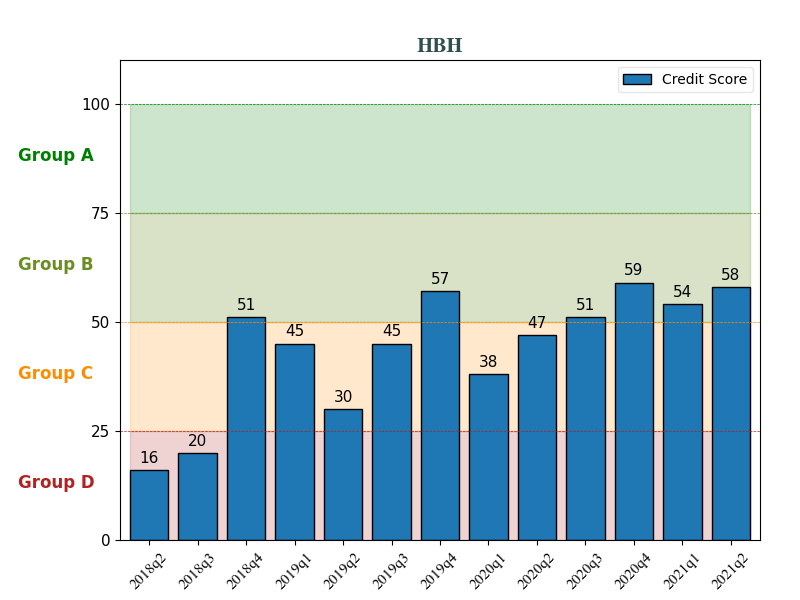 HBH
Credit Score
100
Group A
75
Group B
50
Group C
25
Group D
0
16
20
51
45
30
45
57
38
47
51
59
54
58
2018q2
2018q3
2018q4
2019q1
2019q2
2019q3
2019q4
2020q1
2020q2
2020q3
2020q4
2021q1
2021q2